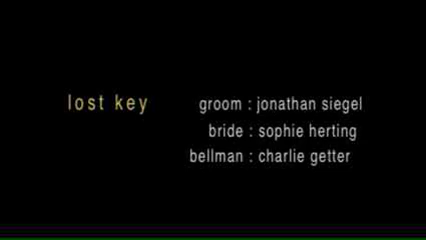 lost key
groom : jonathan siegel
bride : sophie herting
bellman : charlie getter